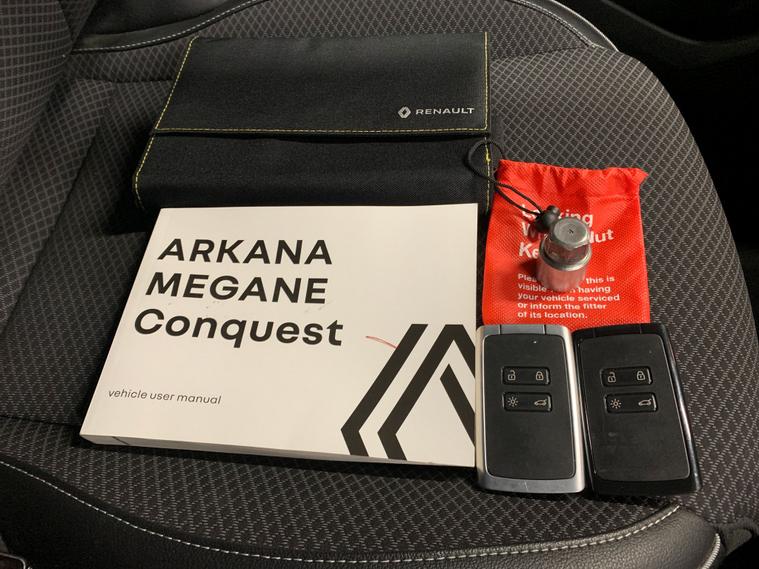 RENAULT
ARKANA
MEGANE
Conquest
vehicle user manual
this is
visible having
your vehicle serviced
or inform the fitter
of its location.